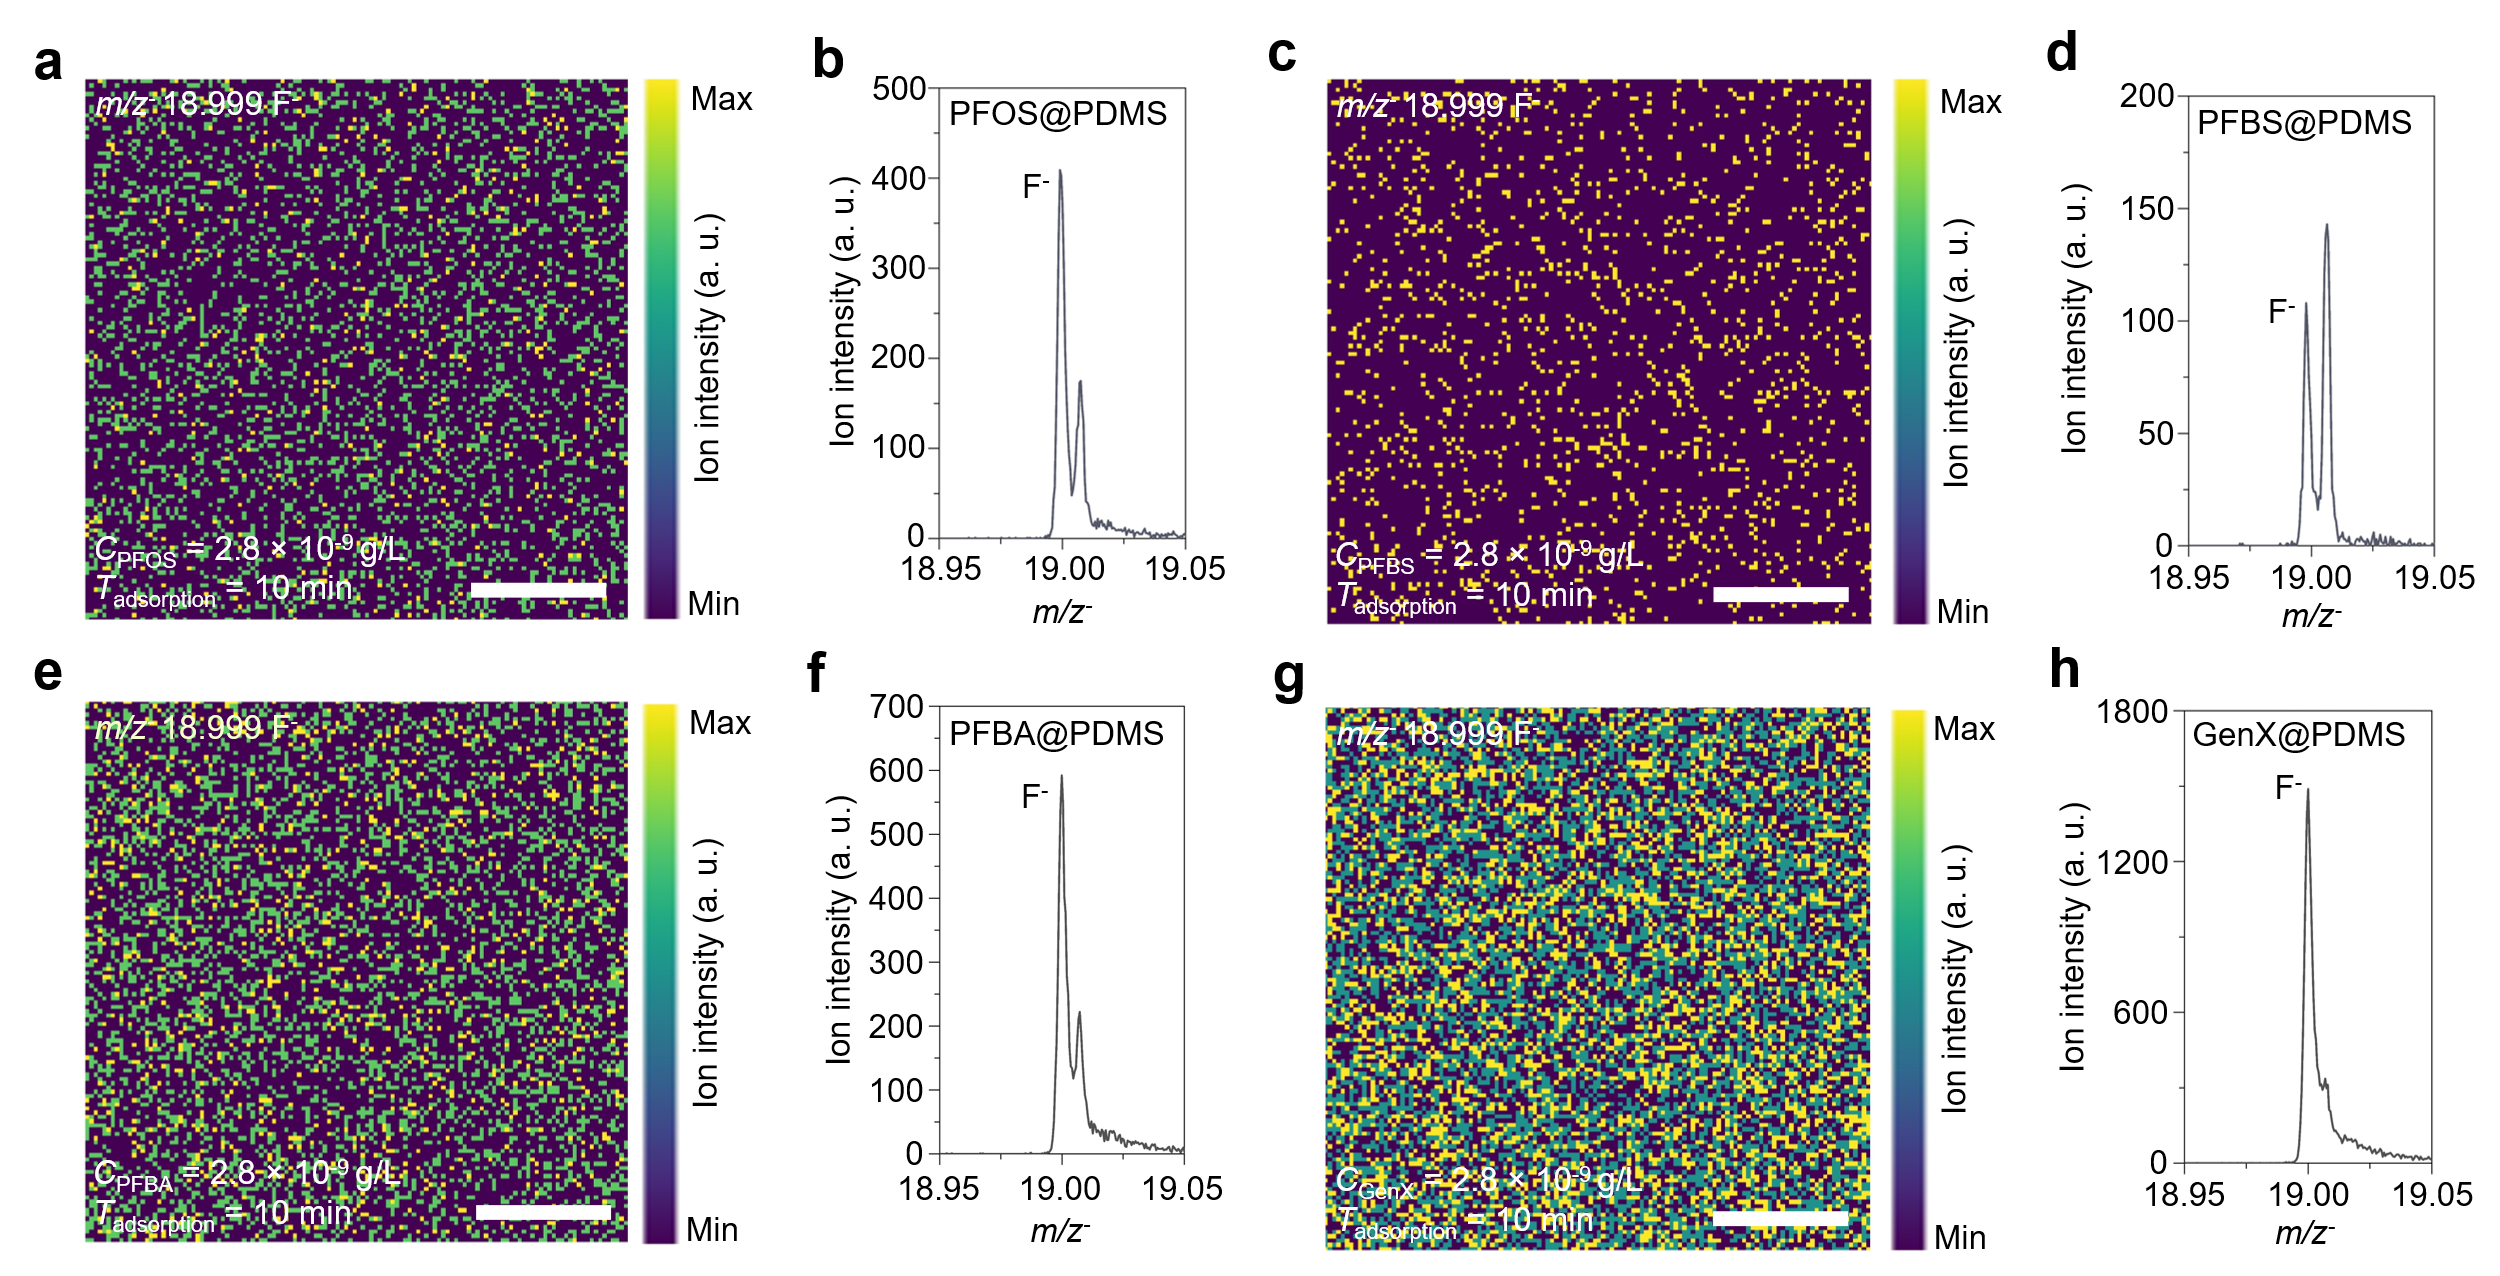 a
m/z⁻ 18.999 F⁻
C_PFOS = 2.8 × 10⁻⁹ g/L
T_adsorption = 10 min
Max
Ion intensity (a. u.)
Min
b
PFOS@PDMS
F⁻
Ion intensity (a. u.)
500
400
300
200
100
0
18.95 19.00 19.05
m/z⁻
c
m/z⁻ 18.999 F⁻
C_PFBS = 2.8 × 10⁻⁹ g/L
T_adsorption = 10 min
Max
Ion intensity (a. u.)
Min
d
PFBS@PDMS
F⁻
Ion intensity (a. u.)
200
150
100
50
0
18.95 19.00 19.05
m/z⁻
e
m/z⁻ 18.999 F⁻
C_PFBA = 2.8 × 10⁻⁹ g/L
T_adsorption = 10 min
Max
Ion intensity (a. u.)
Min
f
PFBA@PDMS
F⁻
Ion intensity (a. u.)
700
600
500
400
300
200
100
0
18.95 19.00 19.05
m/z⁻
g
m/z⁻ 18.999 F⁻
C_GenX = 2.8 × 10⁻⁹ g/L
T_adsorption = 10 min
Max
Ion intensity (a. u.)
Min
h
GenX@PDMS
F⁻
Ion intensity (a. u.)
1800
1200
600
0
18.95 19.00 19.05
m/z⁻